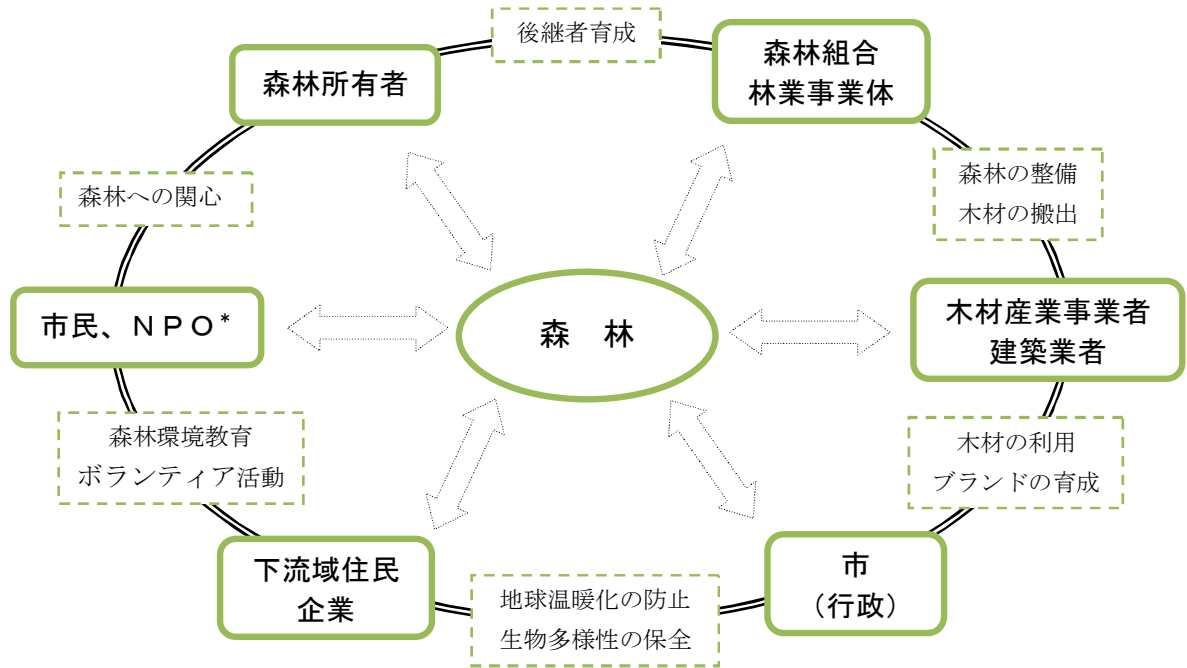 後継者育成
森林所有者
森林組合
林業事業体
森林への関心
森林の整備
木材の搬出
市民、ＮＰＯ*
森 林
木材産業事業者
建築業者
森林環境教育
ボランティア活動
木材の利用
ブランドの育成
下流域住民
企業
地球温暖化の防止
生物多様性の保全
市
（行政）